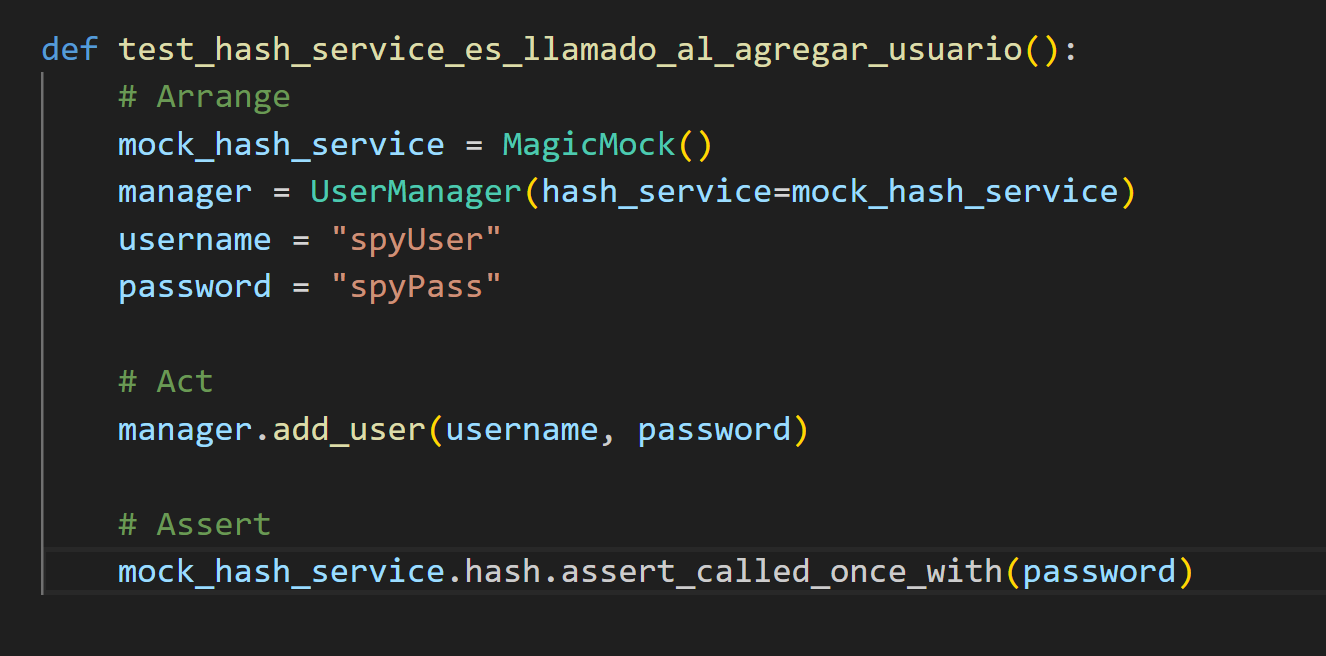 def test_hash_service_es_llamado_al_agregar_usuario():
# Arrange
mock_hash_service = MagicMock()
manager = UserManager(hash_service=mock_hash_service)
username = "spyUser"
password = "spyPass"
# Act
manager.add_user(username, password)
# Assert
mock_hash_service.hash.assert_called_once_with(password)